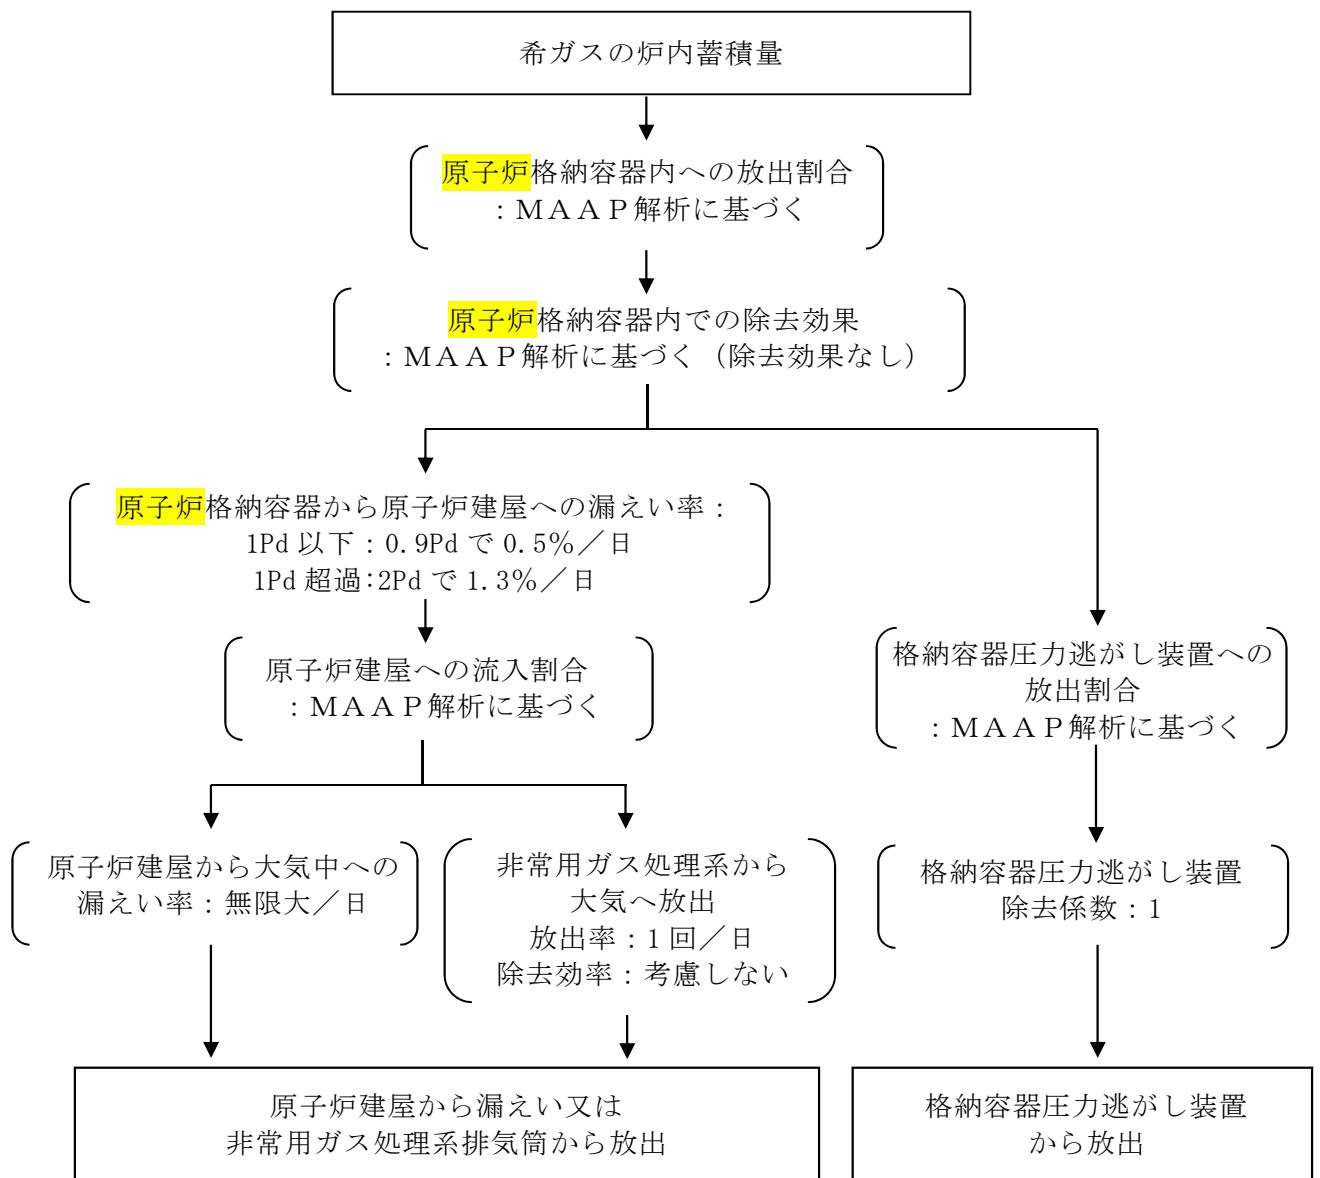 希ガスの炉内蓄積量
原子炉格納容器内への放出割合
：ＭＡＡＰ解析に基づく
原子炉格納容器内での除去効果
：ＭＡＡＰ解析に基づく（除去効果なし）
原子炉格納容器から原子炉建屋への漏えい率：
1Pd 以下：0.9Pd で 0.5％／日
1Pd 超過：2Pd で 1.3％／日
原子炉建屋への流入割合
：ＭＡＡＰ解析に基づく
格納容器圧力逃がし装置への
放出割合
：ＭＡＡＰ解析に基づく
原子炉建屋から大気中への
漏えい率：無限大／日
非常用ガス処理系から
大気へ放出
放出率：1 回／日
除去効率：考慮しない
格納容器圧力逃がし装置
除去係数：1
原子炉建屋から漏えい又は
非常用ガス処理系排気筒から放出
格納容器圧力逃がし装置
から放出